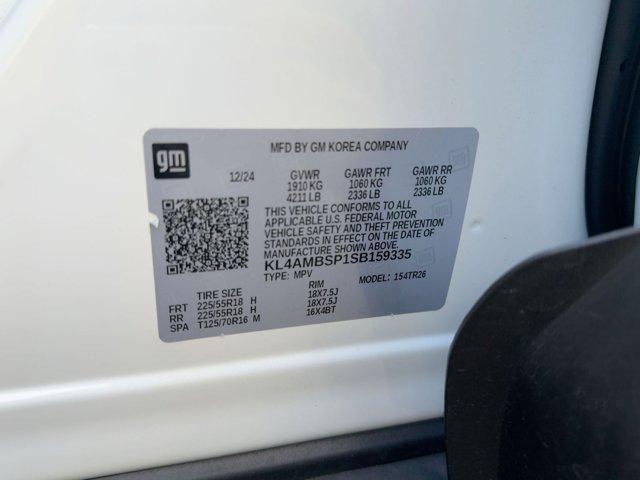 gm
MFD BY GM KOREA COMPANY
12/24 GVWR GAWR FRT GAWR RR
1910 KG 1060 KG 1060 KG
4211 LB 2336 LB 2336 LB
THIS VEHICLE CONFORMS TO ALL
APPLICABLE U.S. FEDERAL MOTOR
VEHICLE SAFETY AND THEFT PREVENTION
STANDARDS IN EFFECT ON THE DATE OF
MANUFACTURE SHOWN ABOVE.
KL4AMBSP1SB159335
TYPE: MPV MODEL: 154TR26
TIRE SIZE RIM
FRT 225/55R18 H 18X7.5J
RR 225/55R18 H 18X7.5J
SPA T125/70R16 M 16X4BT